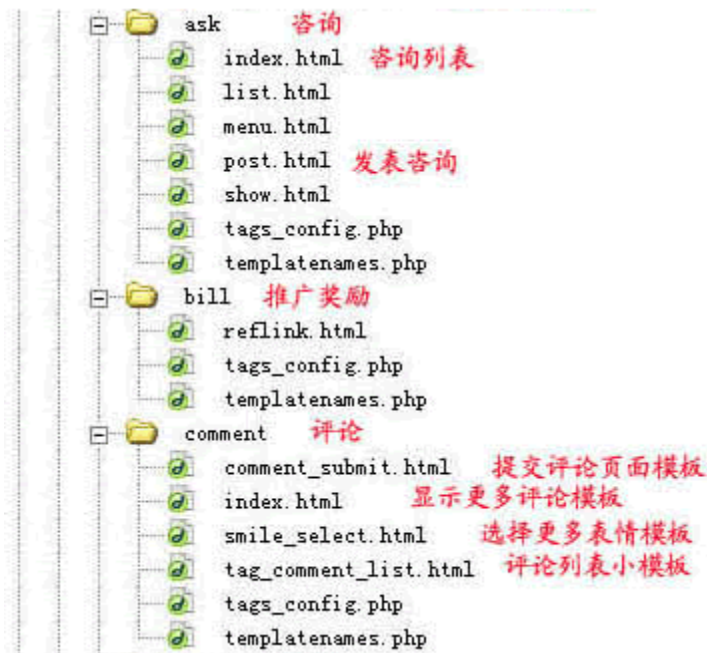 ask 咨询
index.html 咨询列表
list.html
menu.html
post.html 发表咨询
show.html
tags_config.php
templatenames.php
bill 推广奖励
reflink.html
tags_config.php
templatenames.php
comment 评论
comment_submit.html 提交评论页面模板
index.html 显示更多评论模板
smile_select.html 选择更多表情模板
tag_comment_list.html 评论列表小模板
tags_config.php
templatenames.php